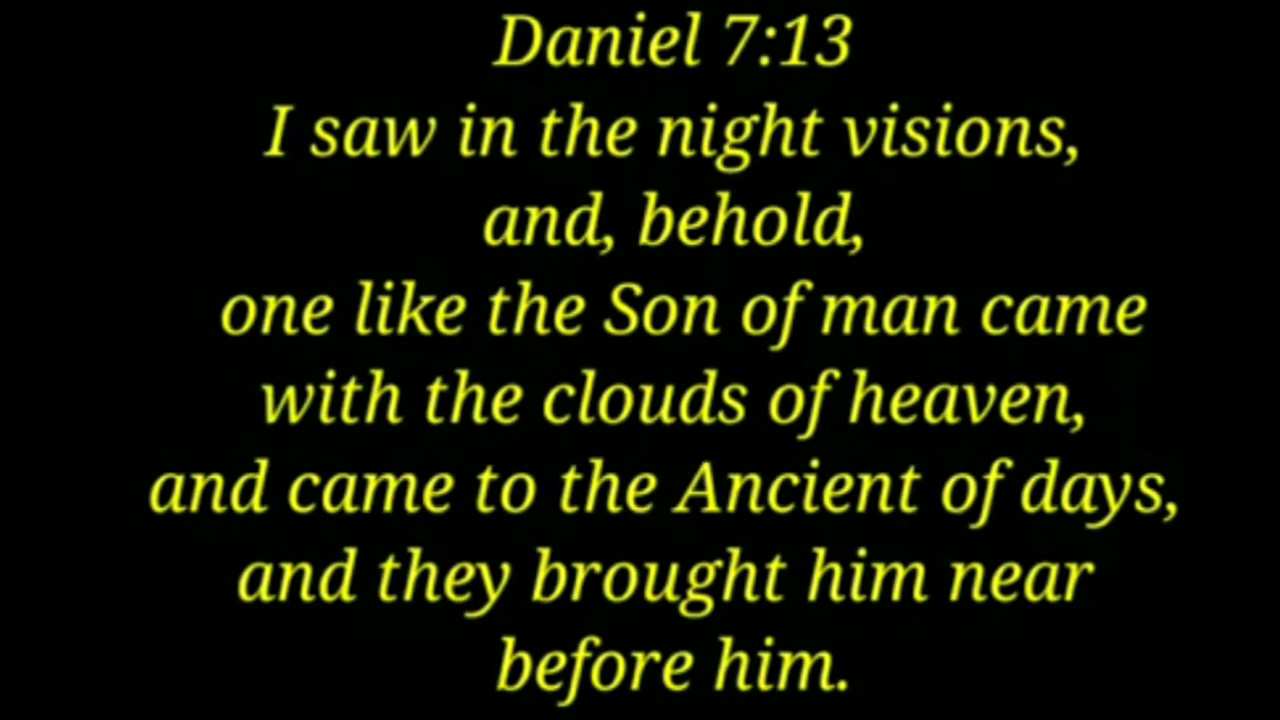 Daniel 7:13
I saw in the night visions,
and, behold,
one like the Son of man came
with the clouds of heaven,
and came to the Ancient of days,
and they brought him near
before him.